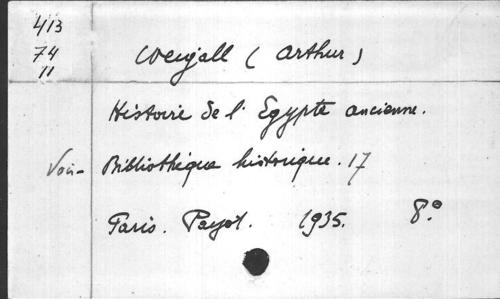 413
74
11
Weigall (Arthur)
Histoire de l'Egypte ancienne.
Voir - Bibliothèque historique. 17
Paris. Payot. 1935. 8°